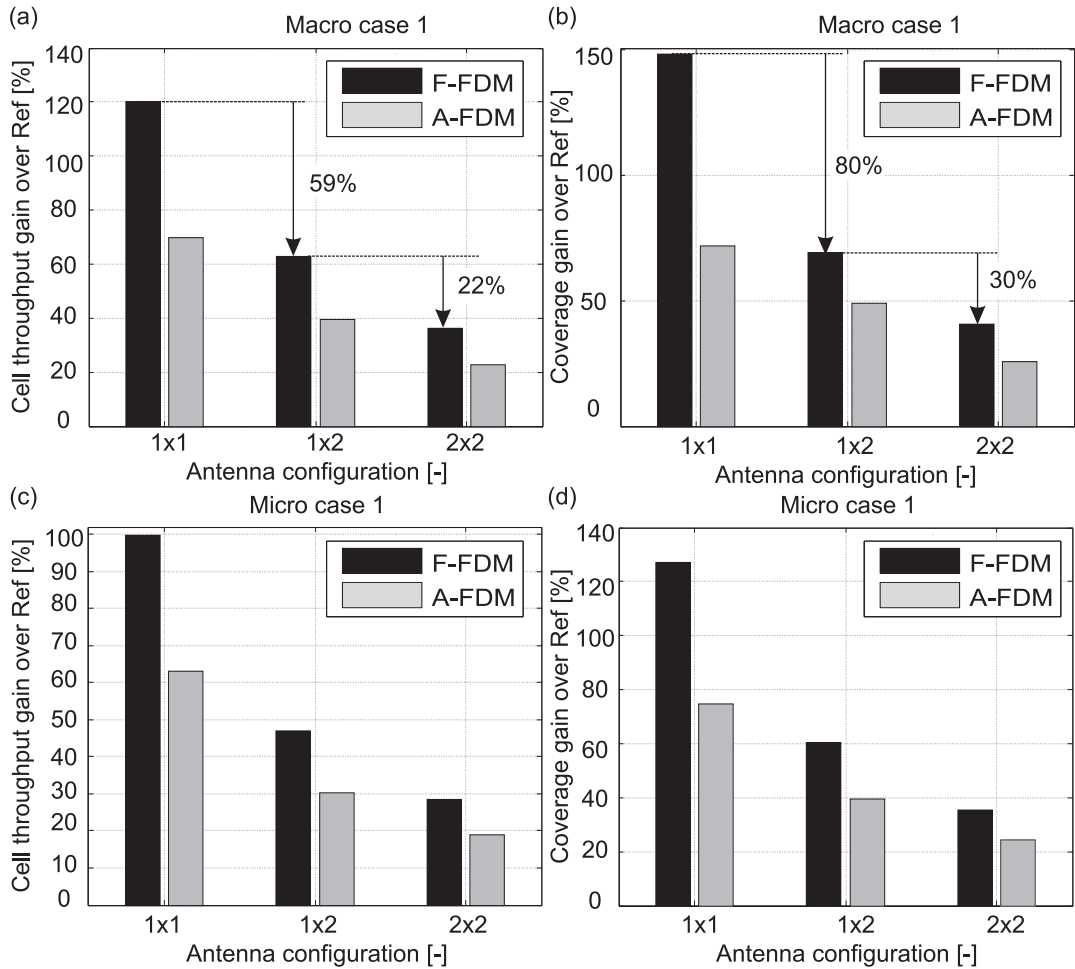 (a)
Macro case 1
Cell throughput gain over Ref [%]
140
120
100
80
60
40
20
0
F-FDM
A-FDM
59%
22%
1x1
1x2
2x2
Antenna configuration [-]
(b)
Macro case 1
Coverage gain over Ref [%]
150
100
50
0
F-FDM
A-FDM
80%
30%
1x1
1x2
2x2
Antenna configuration [-]
(c)
Micro case 1
Cell throughput gain over Ref [%]
100
90
80
70
60
50
40
30
20
10
0
F-FDM
A-FDM
1x1
1x2
2x2
Antenna configuration [-]
(d)
Micro case 1
Coverage gain over Ref [%]
140
120
100
80
60
40
20
0
F-FDM
A-FDM
1x1
1x2
2x2
Antenna configuration [-]